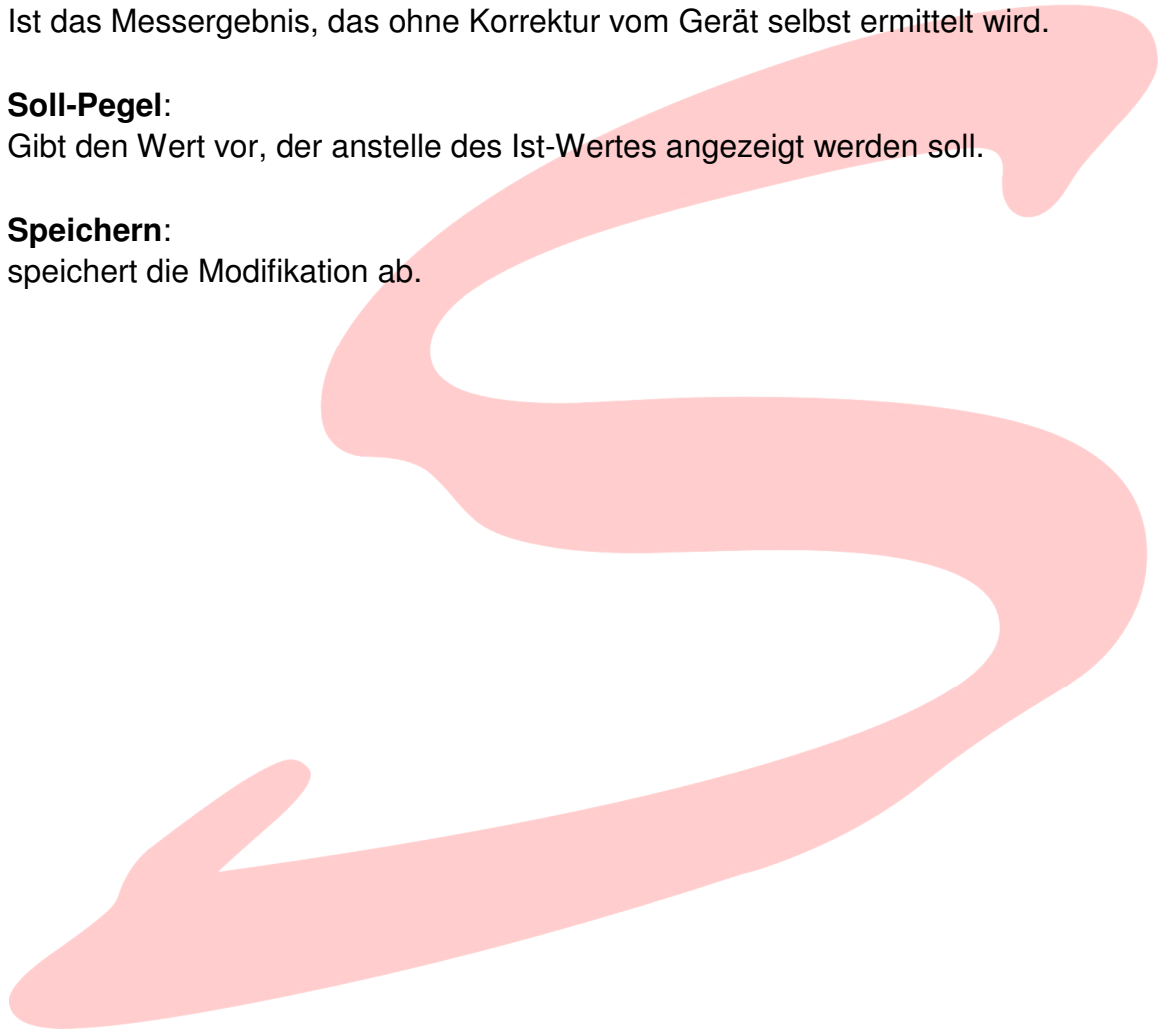 Ist das Messergebnis, das ohne Korrektur vom Gerät selbst ermittelt wird.
Soll-Pegel:
Gibt den Wert vor, der anstelle des Ist-Wertes angezeigt werden soll.
Speichern:
speichert die Modifikation ab.